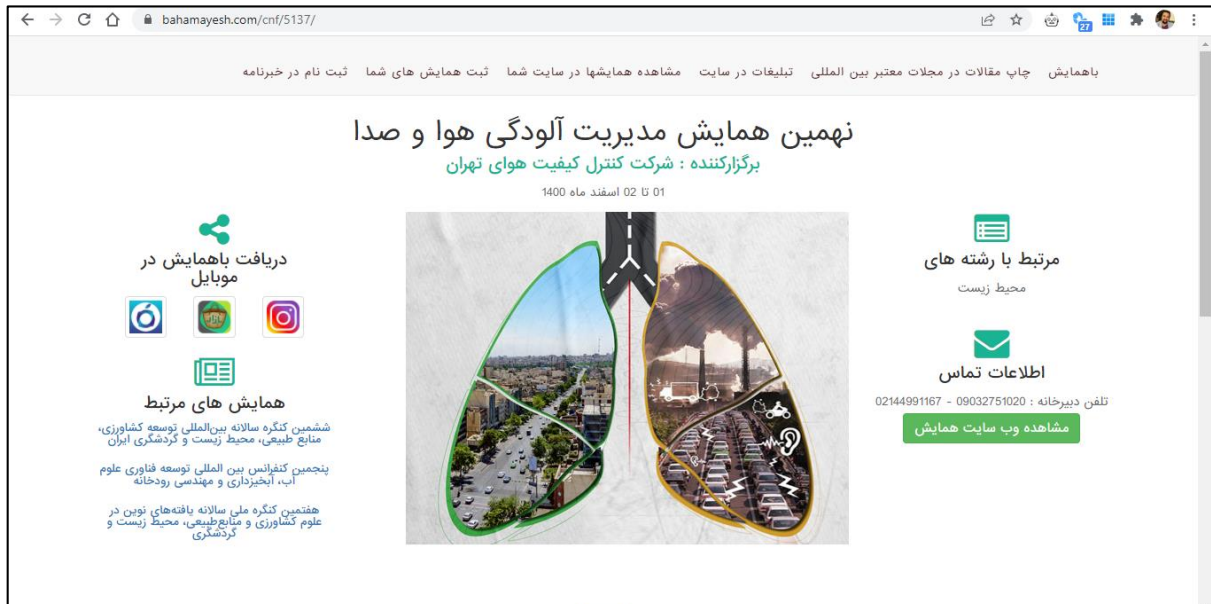 bahamayesh.com/cnf/5137/
27
باهمایش چاپ مقالات در مجلات معتبر بین المللی تبلیغات در سایت مشاهده همایشها در سایت شما ثبت همایش های شما ثبت نام در خبرنامه
نهمین همایش مدیریت آلودگی هوا و صدا
برگزارکننده : شرکت کنترل کیفیت هوای تهران
01 تا 02 اسفند ماه 1400
مرتبط با رشته های
محیط زیست
اطلاعات تماس
تلفن دبیرخانه : 09032751020 - 02144991167
مشاهده وب سایت همایش
دریافت باهمایش در
موبایل
همایش های مرتبط
ششمین کنگره سالانه بین‌المللی توسعه کشاورزی،
منابع طبیعی، محیط زیست و گردشگری ایران
پنجمین کنفرانس بین المللی توسعه فناوری علوم
آب، آبخیزداری و مهندسی رودخانه
هفتمین کنگره ملی سالانه یافته‌های نوین در
علوم کشاورزی و منابع‌طبیعی، محیط زیست و
گردشگری